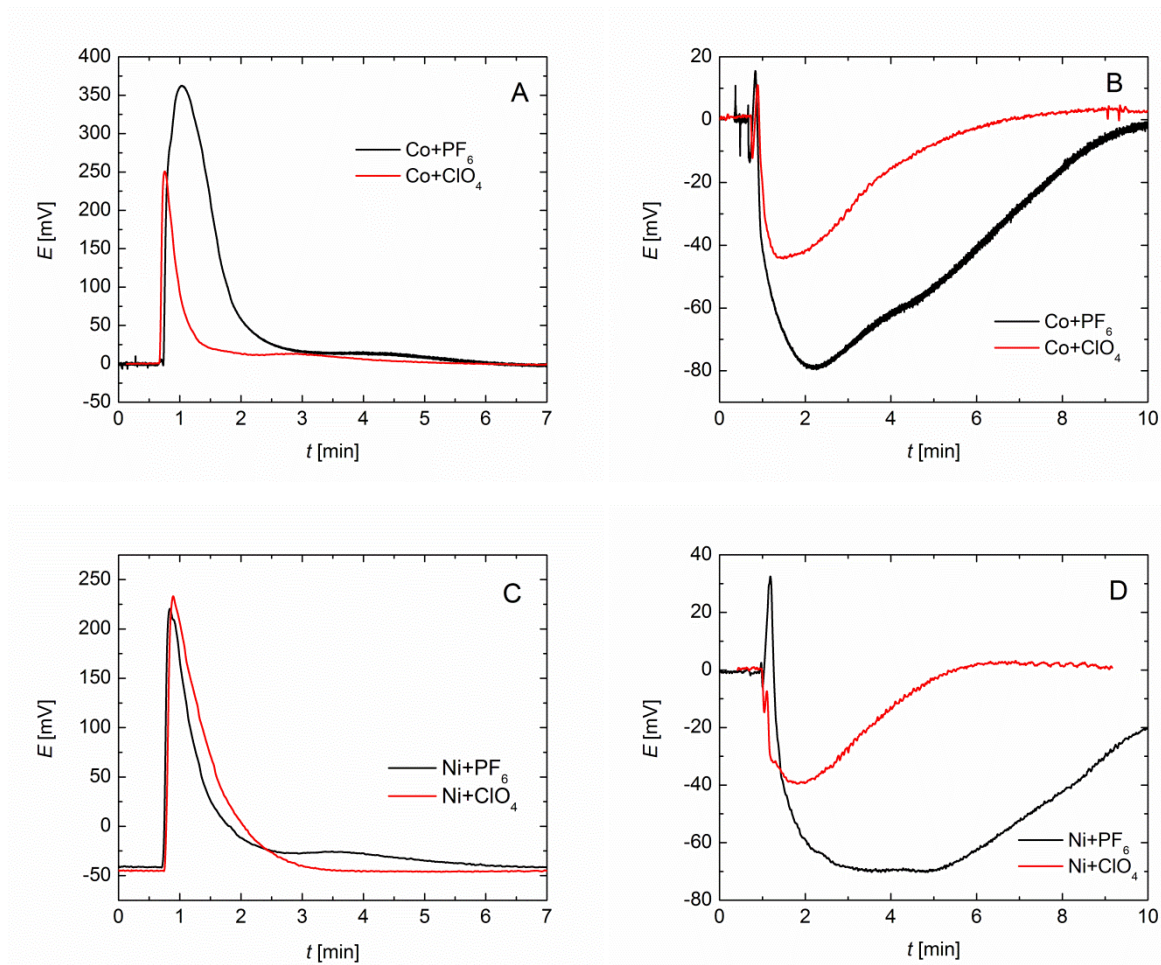 400
350
300
250
200
150
100
50
0
-50
E [mV]
A
Co+PF6
Co+ClO4
0 1 2 3 4 5 6 7
t [min]
20
0
-20
-40
-60
-80
E [mV]
B
Co+PF6
Co+ClO4
0 2 4 6 8 10
t [min]
250
200
150
100
50
0
-50
E [mV]
C
Ni+PF6
Ni+ClO4
0 1 2 3 4 5 6 7
t [min]
40
20
0
-20
-40
-60
-80
E [mV]
D
Ni+PF6
Ni+ClO4
0 2 4 6 8 10
t [min]